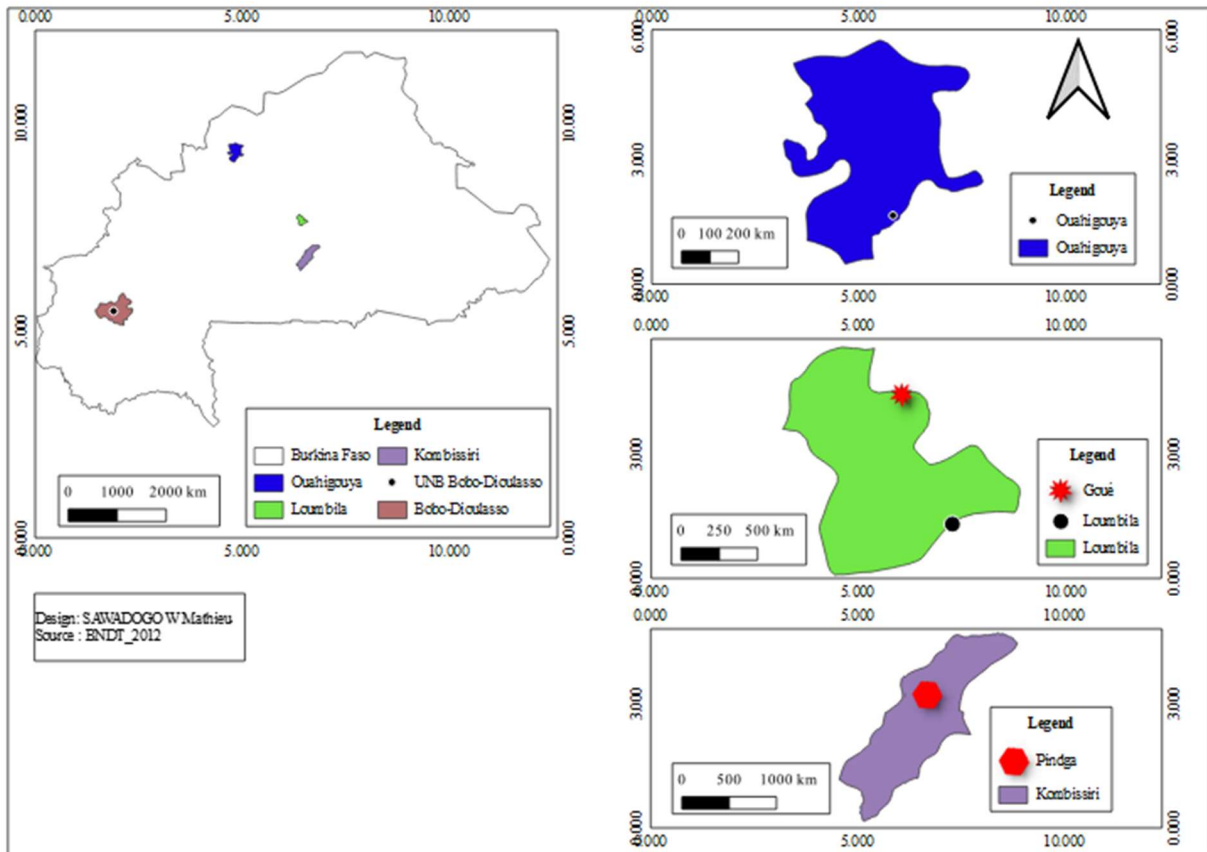 0.000 5.000 10.000
10.000 10.000
5.000 5.000
Legend
Burkina Faso Kombissiri
Ouahigouya UNB Bobo-Dioulasso
Loumbila Bobo-Dioulasso
0 1000 2000 km
0.000 0.000
0.000 5.000 10.000
Design: SAWADOGO W Mathieu
Source : BNDT_2012
0.000 5.000 10.000
6.000 6.000
3.000 3.000
Legend
Ouahigouya
Ouahigouya
0 100 200 km
0.000 0.000
0.000 5.000 10.000
0.000 5.000 10.000
3.000 3.000
Legend
Goué
Loumbila
Loumbila
0 250 500 km
0.000 0.000
0.000 5.000 10.000
0.000 5.000 10.000
3.000 3.000
Legend
Pindga
Kombissiri
0 500 1000 km
0.000 0.000
0.000 5.000 10.000